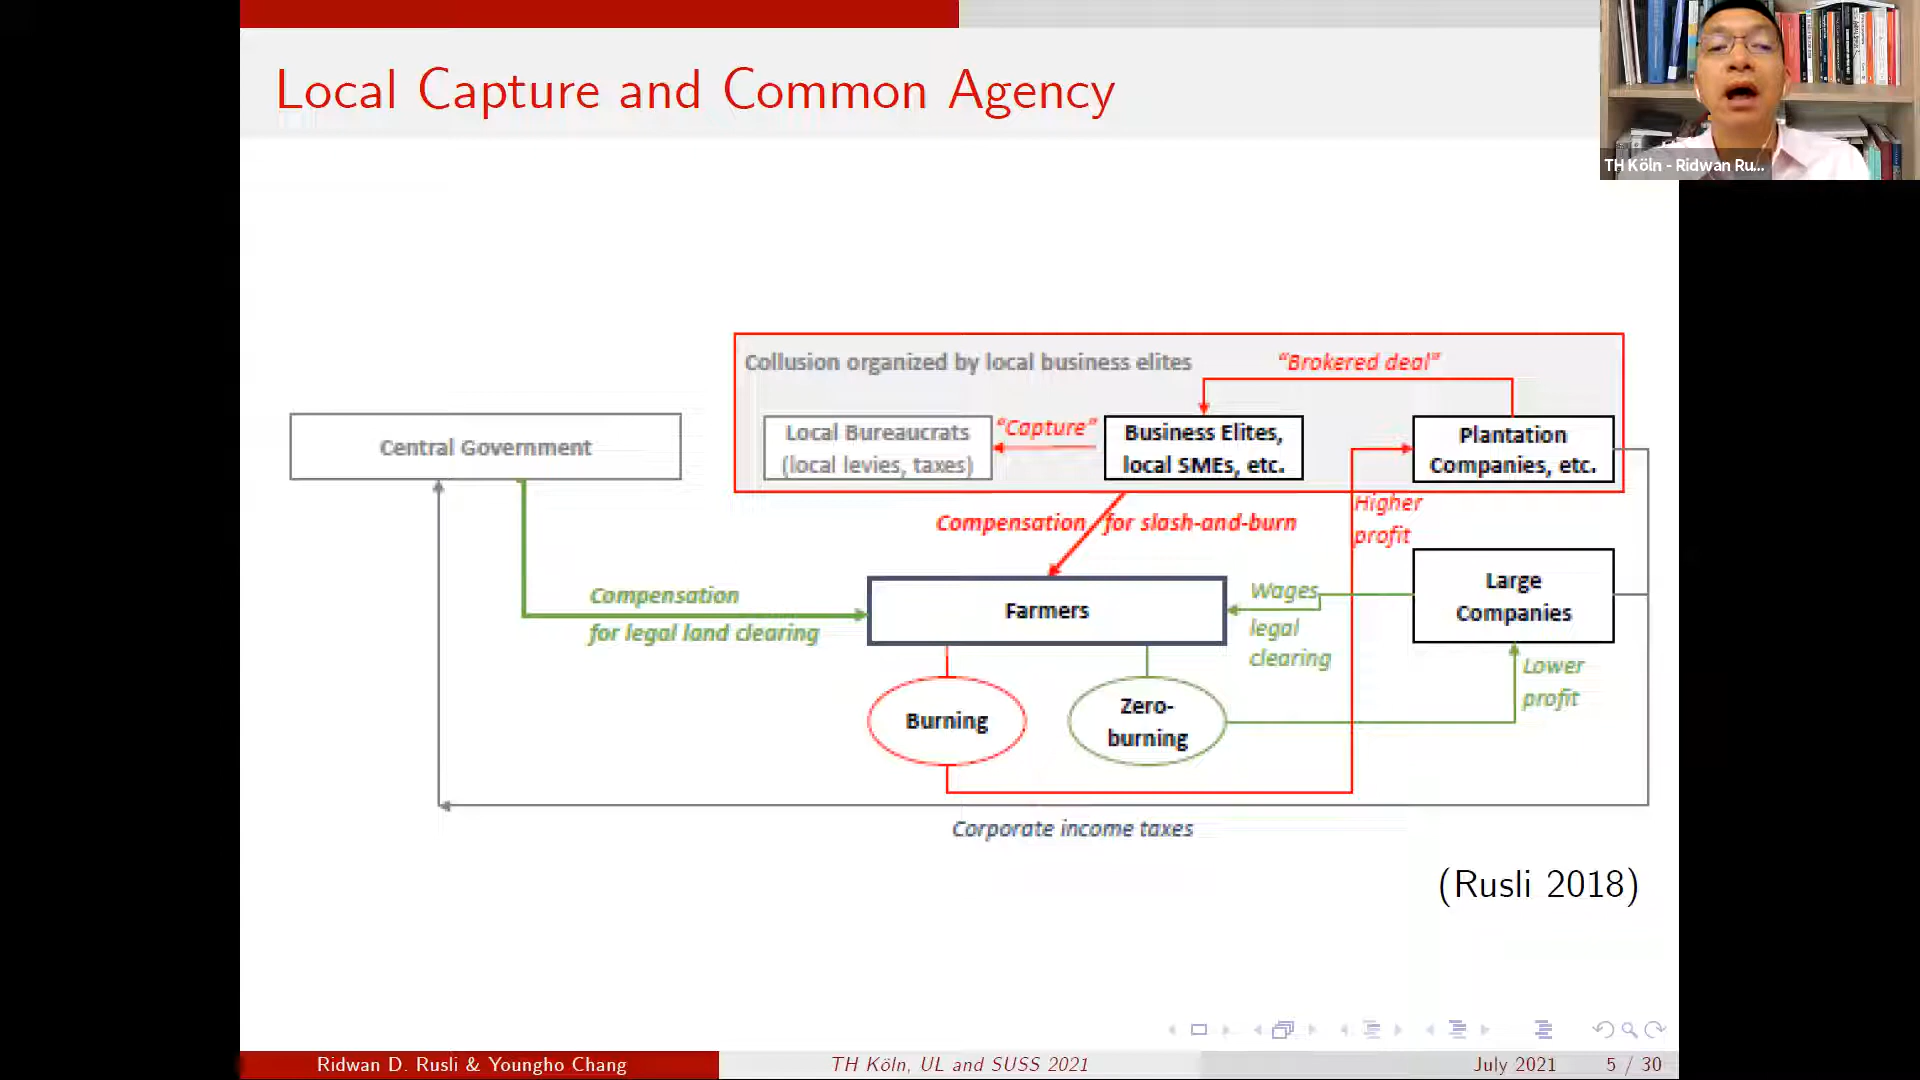 Local Capture and Common Agency
TH Köln - Ridwan Ru...
Collusion organized by local business elites
"Brokered deal"
Central Government
Local Bureaucrats
(local levies, taxes)
"Capture"
Business Elites,
local SMEs, etc.
Plantation
Companies, etc.
Compensation for slash-and-burn
Higher
profit
Compensation
for legal land clearing
Farmers
Wages
legal
clearing
Large
Companies
Lower
profit
Burning
Zero-
burning
Corporate income taxes
(Rusli 2018)
Ridwan D. Rusli & Youngho Chang
TH Köln, UL and SUSS 2021
July 2021
5 / 30